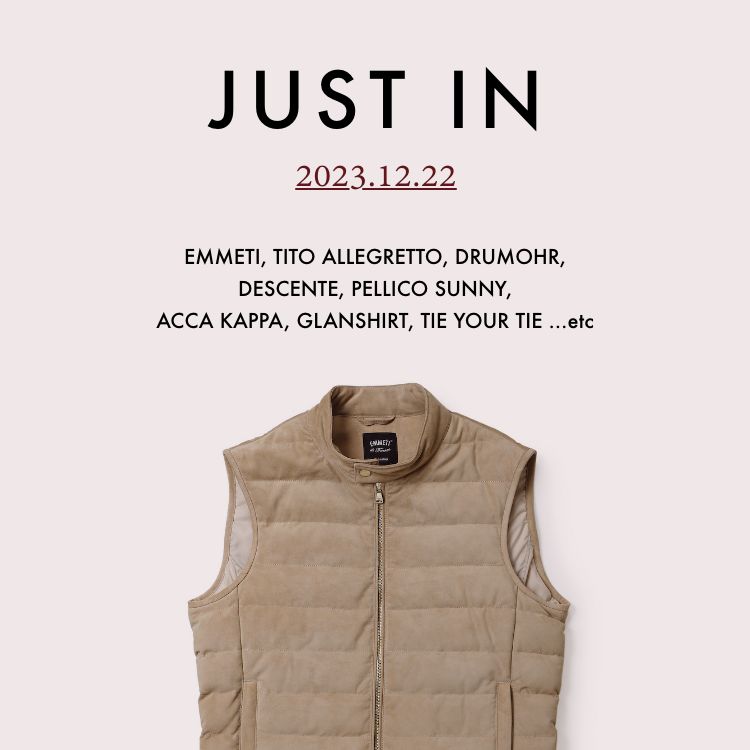 JUST IN
2023.12.22
EMMETI, TITO ALLEGRETTO, DRUMOHR,
DESCENTE, PELLICO SUNNY,
ACCA KAPPA, GLANSHIRT, TIE YOUR TIE ...etc
EMMETI